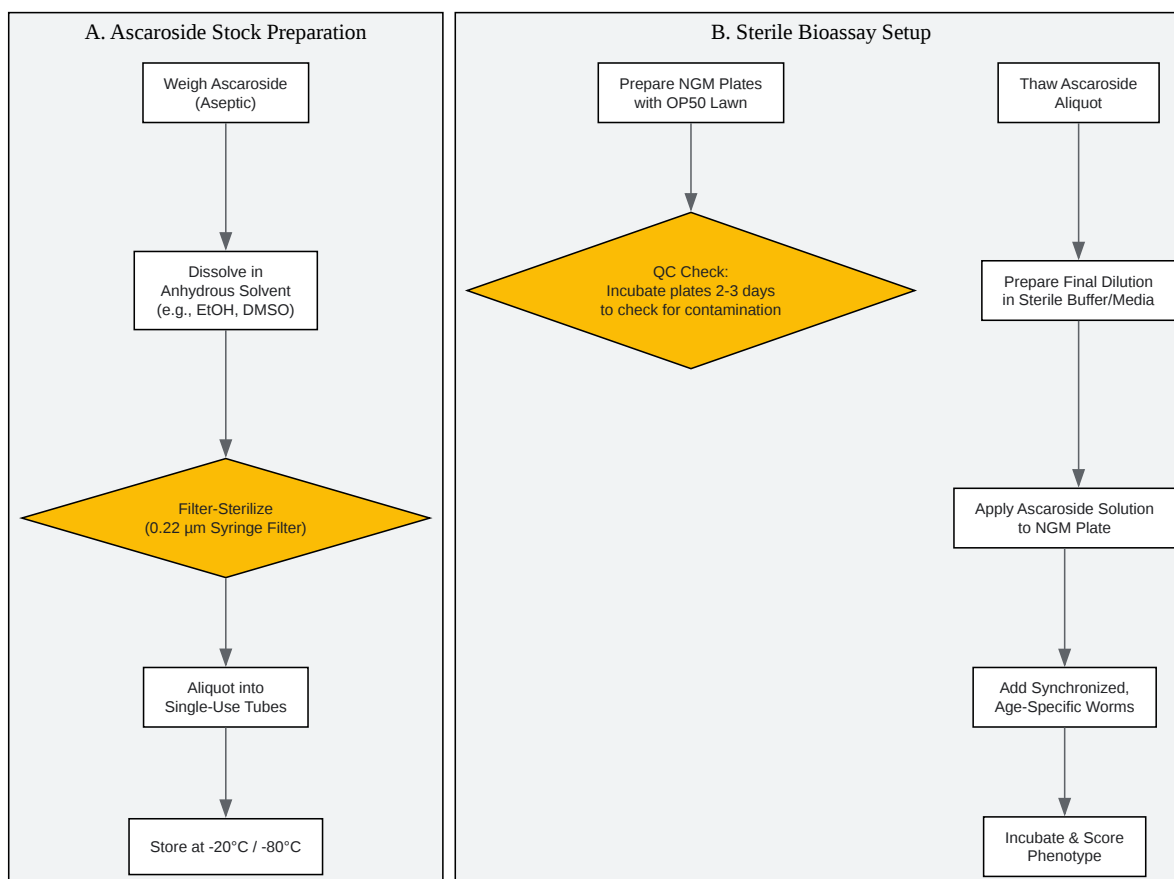 A. Ascaroside Stock Preparation
Weigh Ascaroside
(Aseptic)
Dissolve in
Anhydrous Solvent
(e.g., EtOH, DMSO)
Filter-Sterilize
(0.22 µm Syringe Filter)
Aliquot into
Single-Use Tubes
Store at -20°C / -80°C
B. Sterile Bioassay Setup
Prepare NGM Plates
with OP50 Lawn
QC Check:
Incubate plates 2-3 days
to check for contamination
Thaw Ascaroside
Aliquot
Prepare Final Dilution
in Sterile Buffer/Media
Apply Ascaroside Solution
to NGM Plate
Add Synchronized,
Age-Specific Worms
Incubate & Score
Phenotype